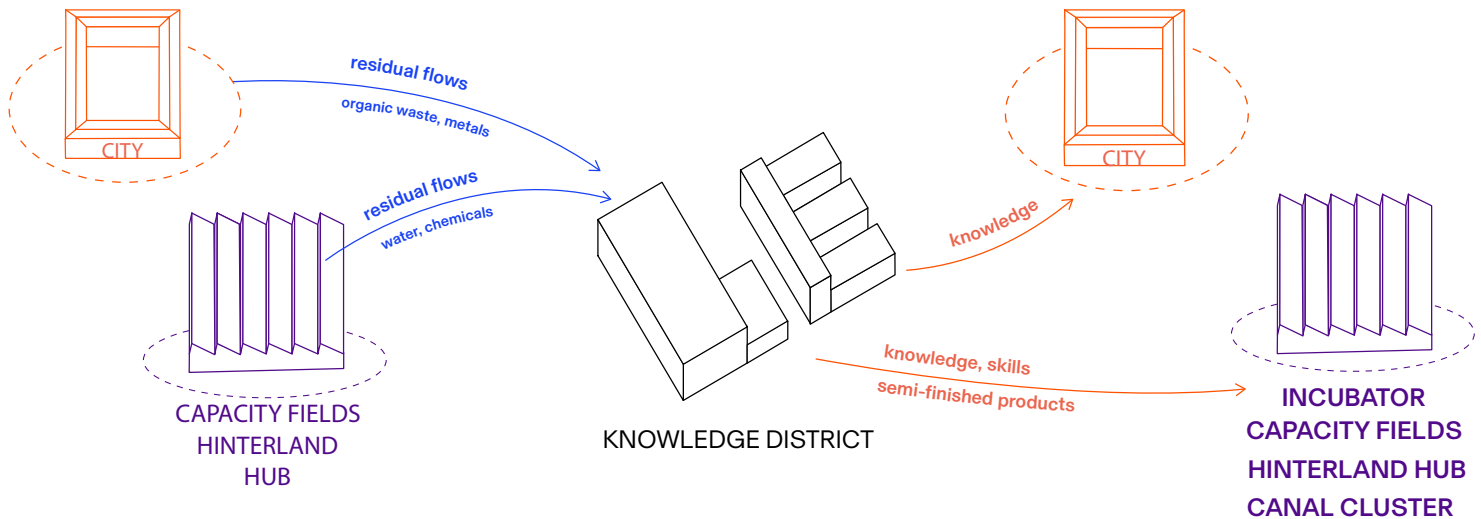 CITY
residual flows
organic waste, metals
residual flows
water, chemicals
CAPACITY FIELDS
HINTERLAND
HUB
KNOWLEDGE DISTRICT
CITY
knowledge
knowledge, skills
semi-finished products
INCUBATOR
CAPACITY FIELDS
HINTERLAND HUB
CANAL CLUSTER